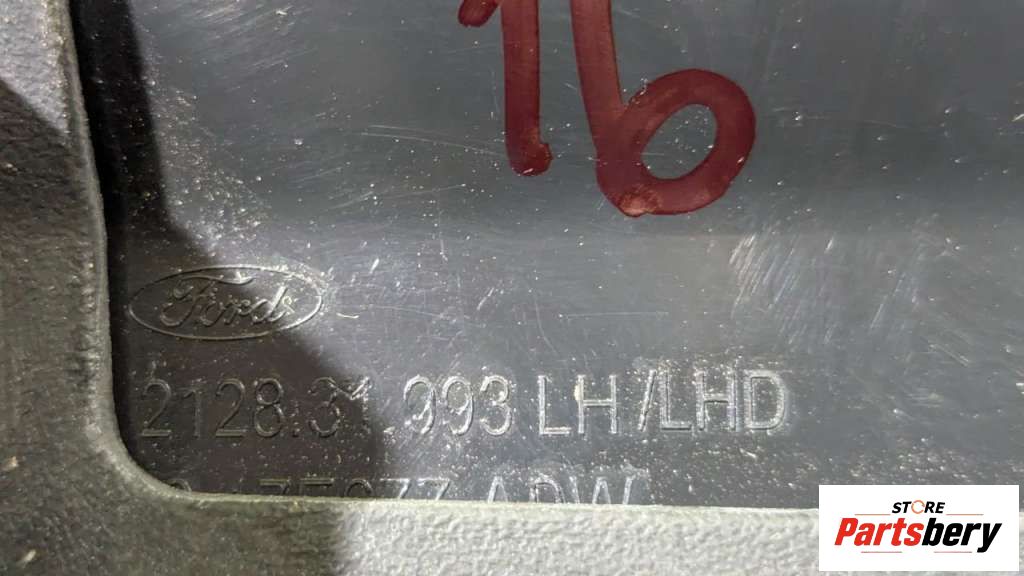 16
Ford
2128.31.993 LH/LHD
STORE
Partsbery